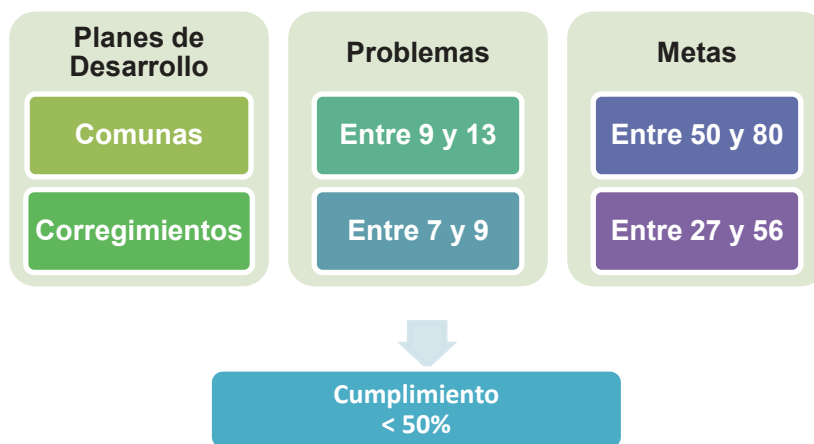 Planes de
Desarrollo
Comunas
Corregimientos
Problemas
Entre 9 y 13
Entre 7 y 9
Metas
Entre 50 y 80
Entre 27 y 56
Cumplimiento
< 50%